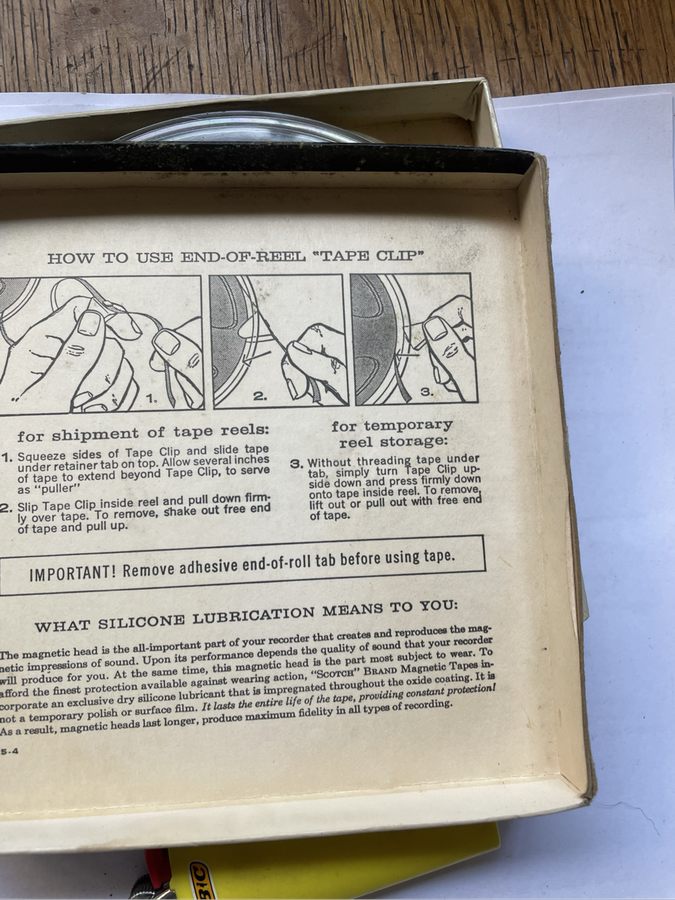 HOW TO USE END-OF-REEL "TAPE CLIP"
1.
2.
3.
for shipment of tape reels:
1. Squeeze sides of Tape Clip and slide tape
under retainer tab on top. Allow several inches
of tape to extend beyond Tape Clip, to serve
as "puller"
2. Slip Tape Clip inside reel and pull down firm-
ly over tape. To remove, shake out free end
of tape and pull up.
for temporary
reel storage:
3. Without threading tape under
tab, simply turn Tape Clip up-
side down and press firmly down
onto tape inside reel. To remove,
lift out or pull out with free end
of tape.
IMPORTANT! Remove adhesive end-of-roll tab before using tape.
WHAT SILICONE LUBRICATION MEANS TO YOU:
The magnetic head is the all-important part of your recorder that creates and reproduces the mag-
netic impressions of sound. Upon its performance depends the quality of sound that your recorder
will produce for you. At the same time, this magnetic head is the part most subject to wear. To
afford the finest protection available against wearing action, "SCOTCH" BRAND Magnetic Tapes in-
corporate an exclusive dry silicone lubricant that is impregnated throughout the oxide coating. It is
not a temporary polish or surface film. It lasts the entire life of the tape, providing constant protection!
As a result, magnetic heads last longer, produce maximum fidelity in all types of recording.
5-4
BIC